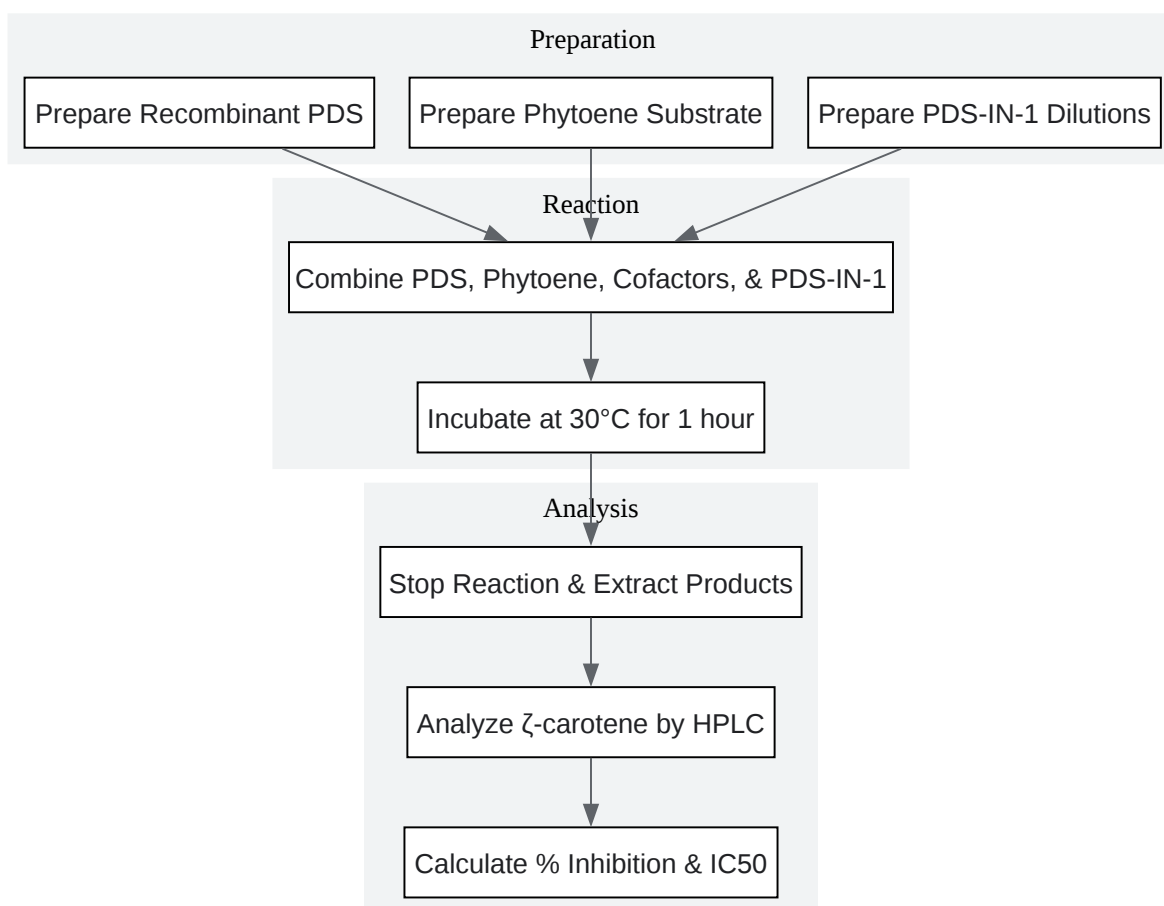 Preparation
Prepare Recombinant PDS
Prepare Phytoene Substrate
Prepare PDS-IN-1 Dilutions
Reaction
Combine PDS, Phytoene, Cofactors, & PDS-IN-1
Incubate at 30°C for 1 hour
Analysis
Stop Reaction & Extract Products
Analyze ζ-carotene by HPLC
Calculate % Inhibition & IC50